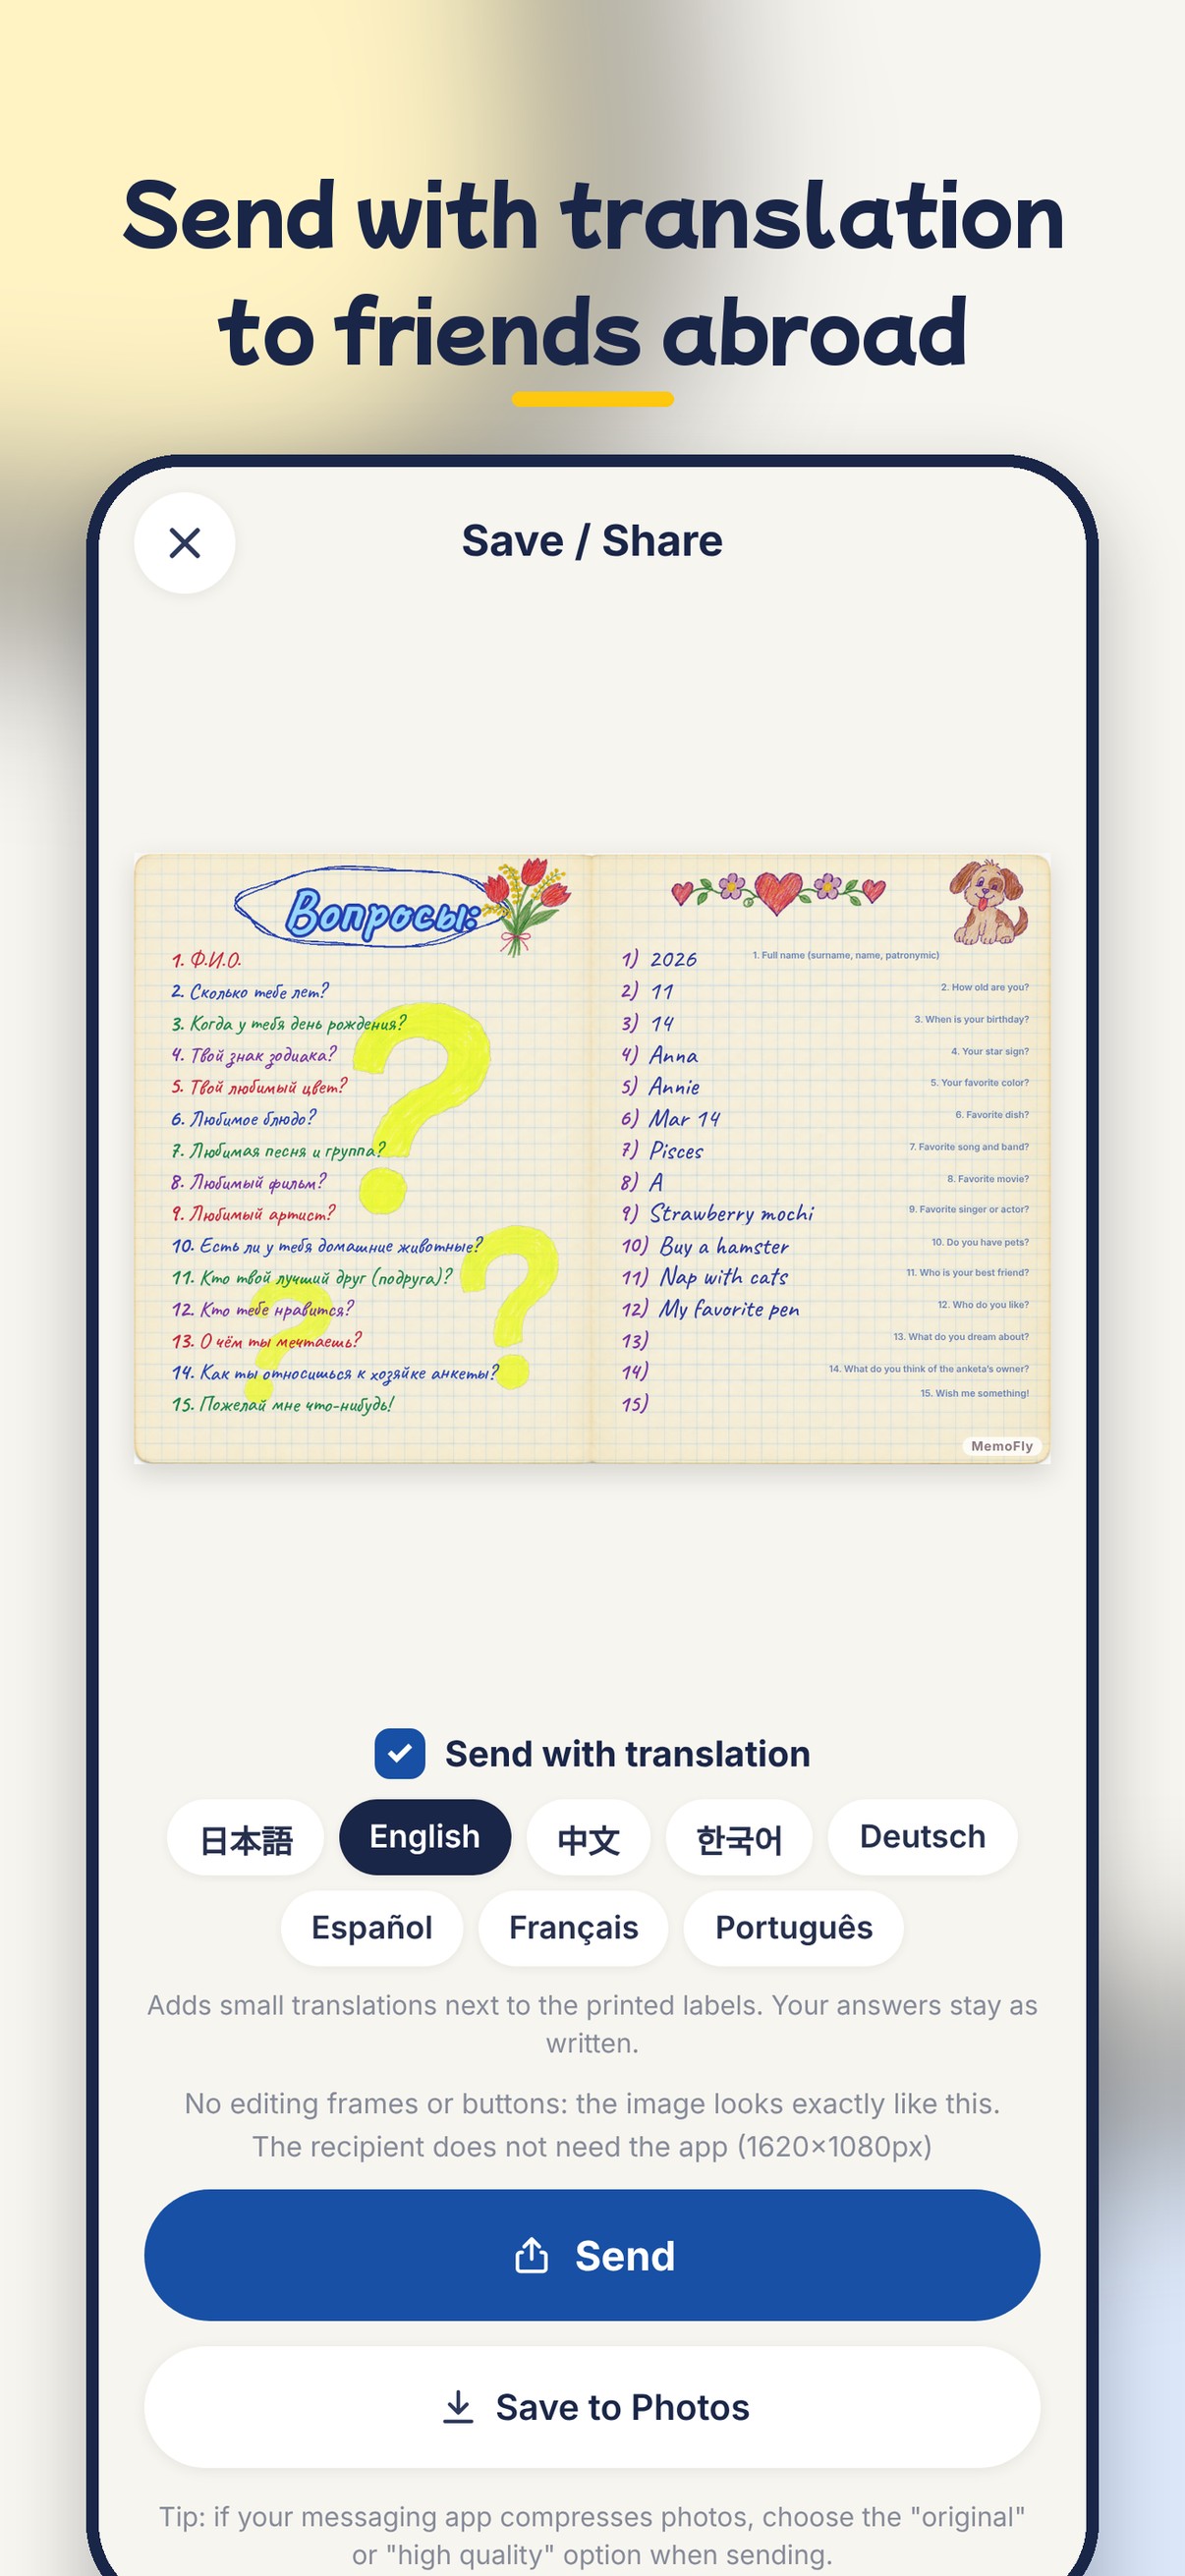 Send with translation
to friends abroad
Save / Share
Вопросы:
1. Ф.И.О.
2. Сколько тебе лет?
3. Когда у тебя день рождения?
4. Твой знак зодиака?
5. Твой любимый цвет?
6. Любимое блюдо?
7. Любимая песня и группа?
8. Любимый фильм?
9. Любимый артист?
10. Есть ли у тебя домашние животные?
11. Кто твой лучший друг (подруга)?
12. Кто тебе нравится?
13. О чём ты мечтаешь?
14. Как ты относишься к хозяйке анкеты?
15. Пожелай мне что-нибудь!
1) 2026 1. Full name (surname, name, patronymic)
2) 11 2. How old are you?
3) 14 3. When is your birthday?
4) Anna 4. Your star sign?
5) Annie 5. Your favorite color?
6) Mar 14 6. Favorite dish?
7) Pisces 7. Favorite song and band?
8) A 8. Favorite movie?
9) Strawberry mochi 9. Favorite singer or actor?
10) Buy a hamster 10. Do you have pets?
11) Nap with cats 11. Who is your best friend?
12) My favorite pen 12. Who do you like?
13) 13. What do you dream about?
14) 14. What do you think of the anketa's owner?
15) 15. Wish me something!
MemoFly
Send with translation
日本語 English 中文 한국어 Deutsch
Español Français Português
Adds small translations next to the printed labels. Your answers stay as
written.
No editing frames or buttons: the image looks exactly like this.
The recipient does not need the app (1620×1080px)
Send
Save to Photos
Tip: if your messaging app compresses photos, choose the "original"
or "high quality" option when sending.